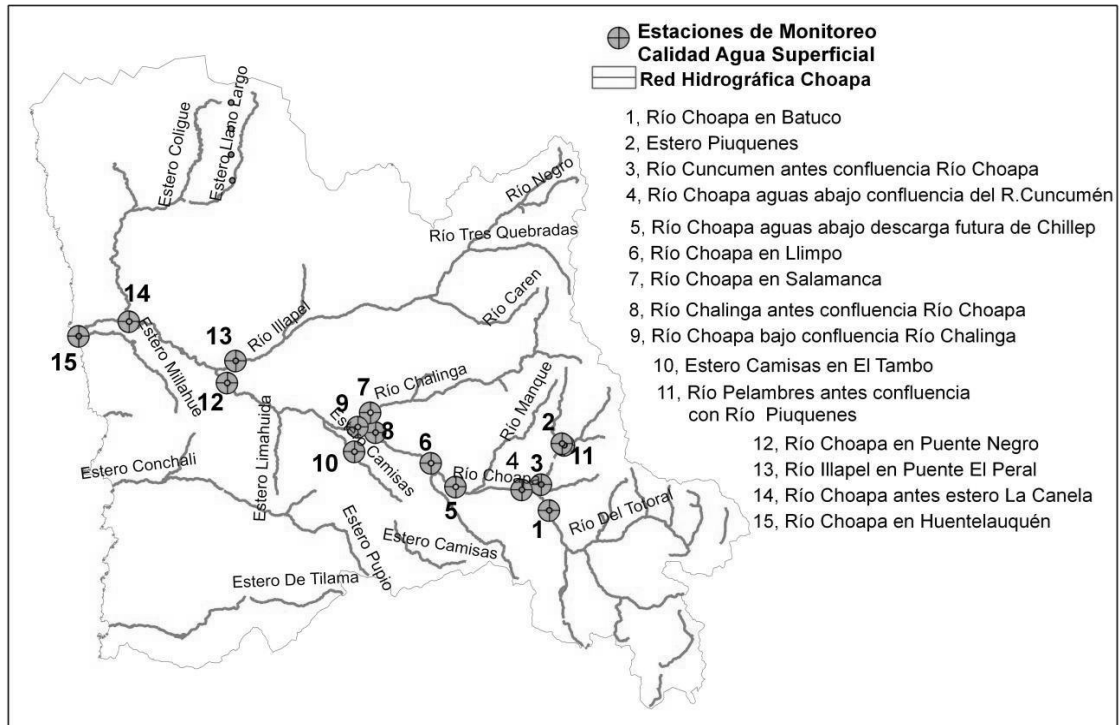 Estaciones de Monitoreo
Calidad Agua Superficial
Red Hidrográfica Choapa
1, Río Choapa en Batuco
2, Estero Piuquenes
3, Río Cuncumen antes confluencia Río Choapa
4, Río Choapa aguas abajo confluencia del R.Cuncumén
5, Río Choapa aguas abajo descarga futura de Chillep
6, Río Choapa en Llimpo
7, Río Choapa en Salamanca
8, Río Chalinga antes confluencia Río Choapa
9, Río Choapa bajo confluencia Río Chalinga
10, Estero Camisas en El Tambo
11, Río Pelambres antes confluencia
con Río Piuquenes
12, Río Choapa en Puente Negro
13, Río Illapel en Puente El Peral
14, Río Choapa antes estero La Canela
15, Río Choapa en Huentelauquén
Estero Coligue
Estero Llano Largo
Río Negro
Río Tres Quebradas
Río Caren
14
Estero Millahue
13
Río Illapel
15
12
7
Río Chalinga
Río Manque
9
8
Estero Camisas
10
6
2
11
4
3
Río Choapa
5
1
Río Del Totoral
Estero Limahuida
Estero Conchali
Estero Pupio
Estero Camisas
Estero De Tilama